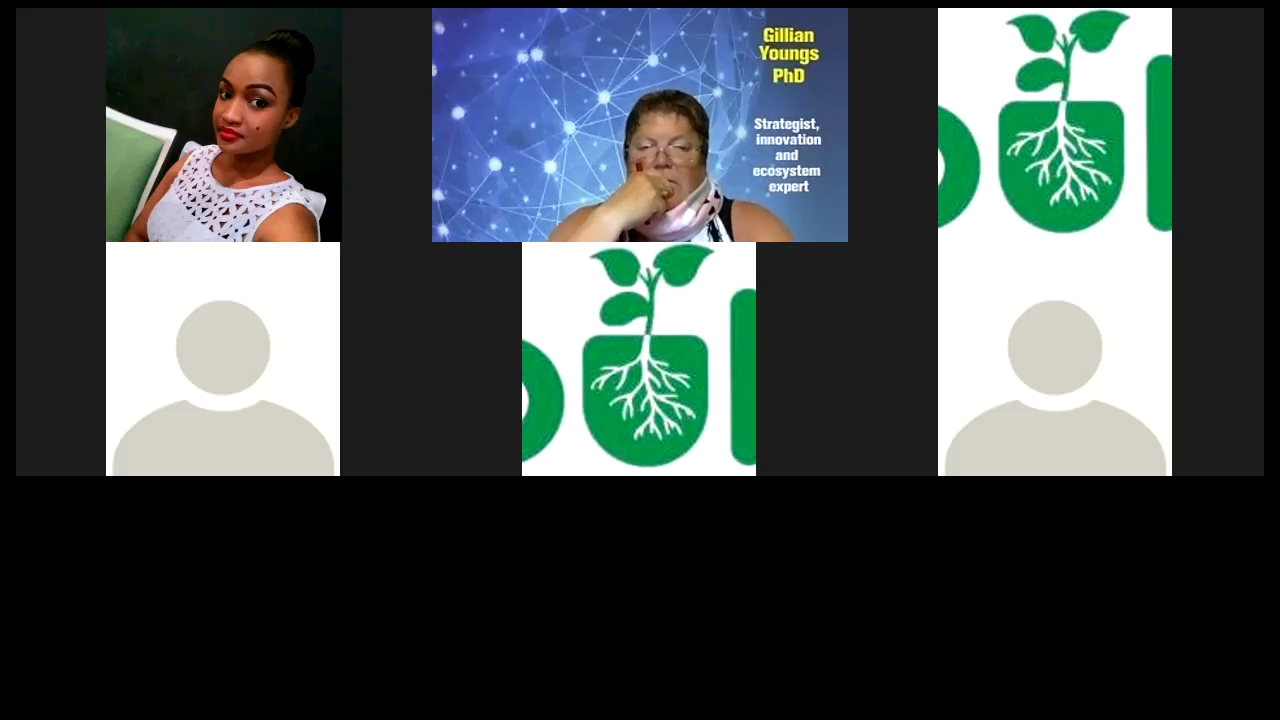 Gillian
Youngs
PhD
Strategist,
innovation
and
ecosystem
expert